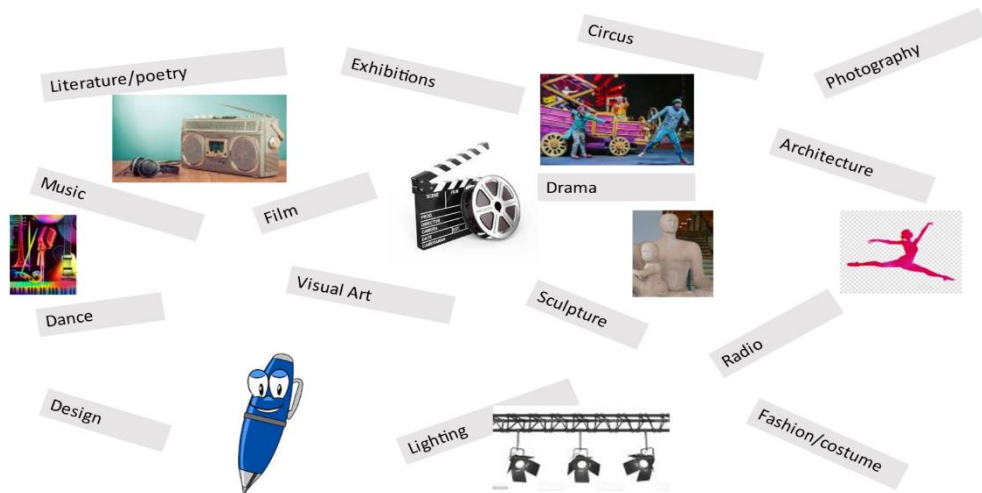 Circus
Photography
Literature/poetry
Exhibitions
Architecture
Music
Film
Drama
Visual Art
Sculpture
Dance
Radio
Design
Lighting
Fashion/costume